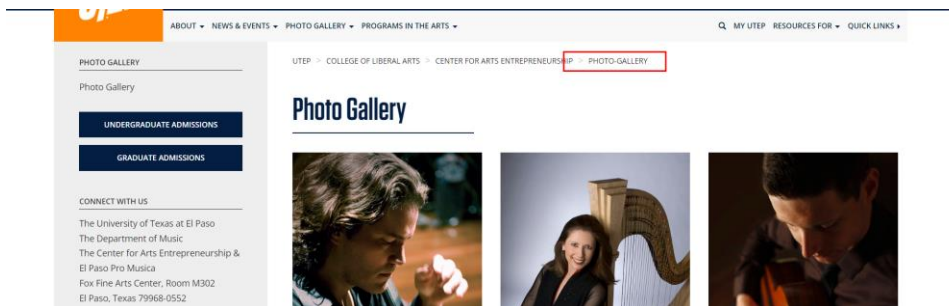 ABOUT NEWS & EVENTS PHOTO GALLERY PROGRAMS IN THE ARTS MY UTEP RESOURCES FOR QUICK LINKS
PHOTO GALLERY
Photo Gallery
UNDERGRADUATE ADMISSIONS
GRADUATE ADMISSIONS
CONNECT WITH US
The University of Texas at El Paso
The Department of Music
The Center for Arts Entrepreneurship &
El Paso Pro Musica
Fox Fine Arts Center, Room M302
El Paso, Texas 79968-0552
UTEP > COLLEGE OF LIBERAL ARTS > CENTER FOR ARTS ENTREPRENEURSHIP > PHOTO-GALLERY
Photo Gallery